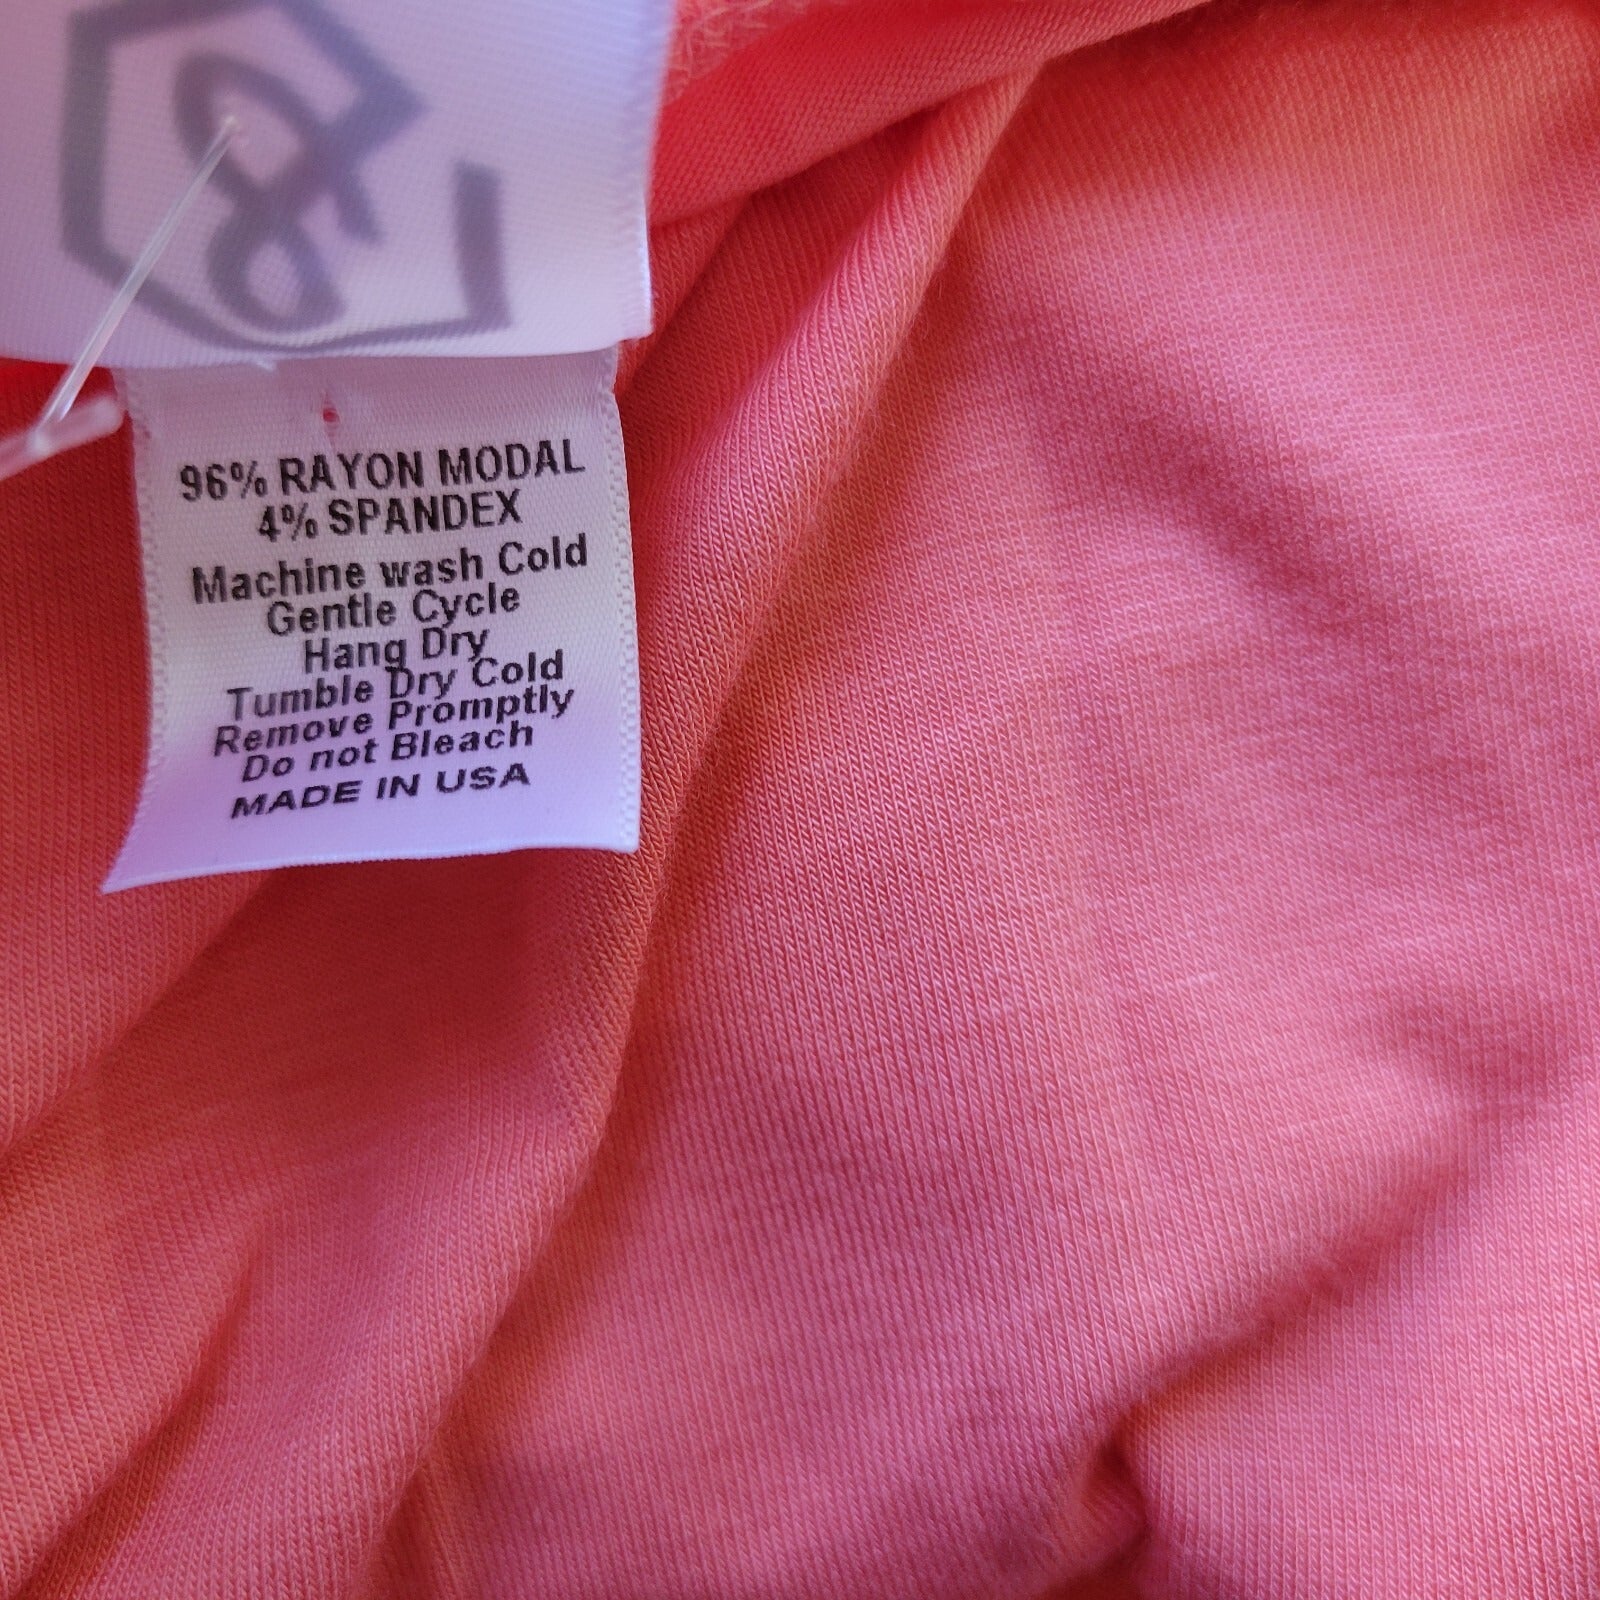 96% RAYON MODAL
4% SPANDEX
Machine wash Cold
Gentle Cycle
Hang Dry
Tumble Dry Cold
Remove Promptly
Do not Bleach
MADE IN USA